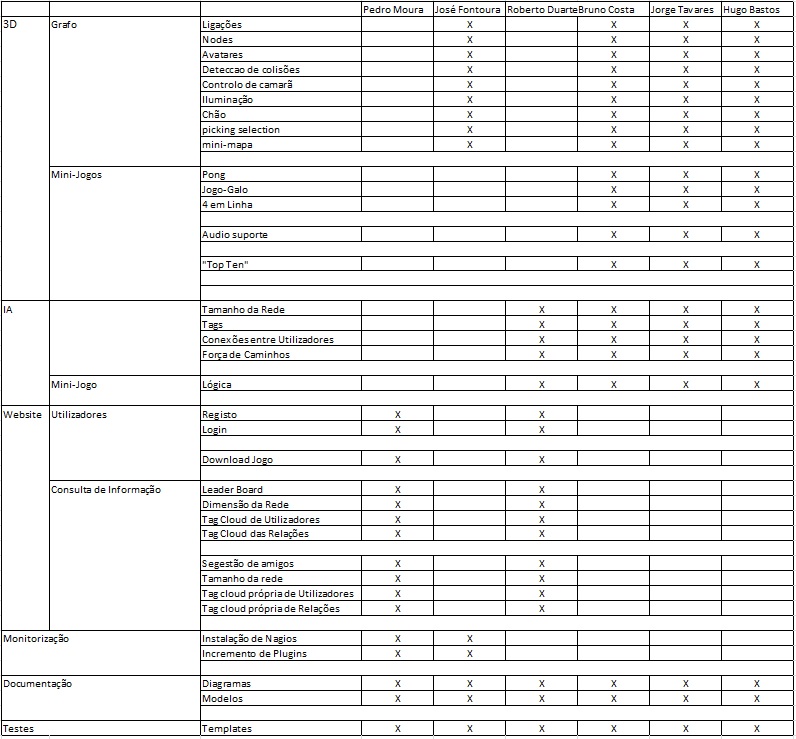 Pedro Moura José Fontoura Roberto Duarte Bruno Costa Jorge Tavares Hugo Bastos
3D Grafo Ligações X X X X
Nodes X X X X
Avatares X X X X
Deteccao de colisões X X X X
Controlo de camarã X X X X
Iluminação X X X X
Chão X X X X
picking selection X X X X
mini-mapa X X X X
Mini-Jogos Pong X X X
Jogo-Galo X X X
4 em Linha X X X
Audio suporte X X X
"Top Ten" X X X
IA Tamanho da Rede X X X X
Tags X X X X
Conexões entre Utilizadores X X X X
Força de Caminhos X X X X
Mini-Jogo Lógica X X X X
Website Utilizadores Registo X X
Login X X
Download Jogo X X
Consulta de Informação Leader Board X X
Dimensão da Rede X X
Tag Cloud de Utilizadores X X
Tag Cloud das Relações X X
Segestão de amigos X X
Tamanho da rede X X
Tag cloud própria de Utilizadores X X
Tag cloud própria de Relações X X
Monitorização Instalação de Nagios X X
Incremento de Plugins X X
Documentação Diagramas X X X X X X
Modelos X X X X X X
Testes Templates X X X X X X